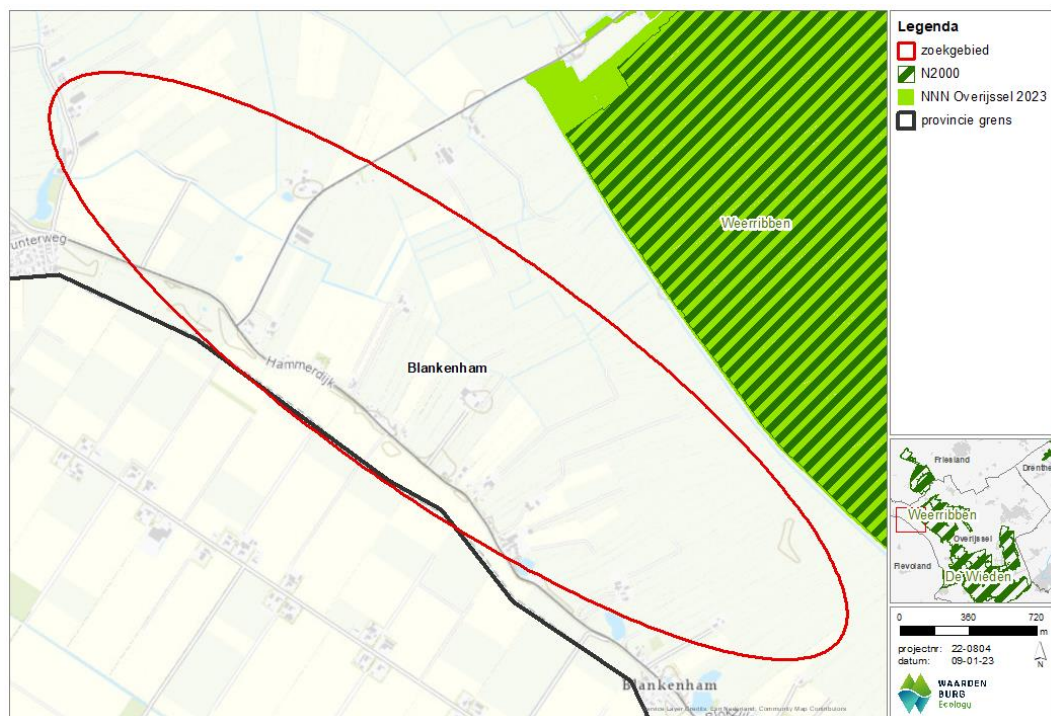 Weerribben
unterweg
Hammerdijk
Blankenham
Blankenham
Legenda
zoekgebied
N2000
NNN Overijssel 2023
provincie grens
Friesland
Drenthe
Weerribben
Overijssel
Flevoland
De Wieden
0 360 720
m
projectnr: 22-0804
datum: 09-01-23
N
WAARDEN
BURG
Ecology